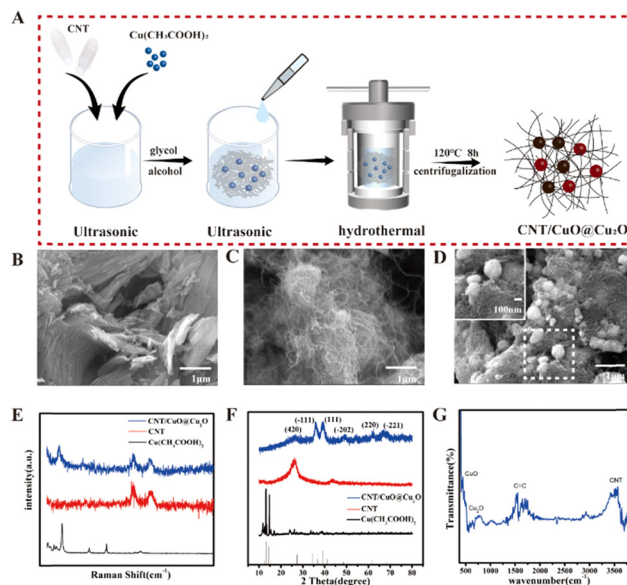 A
CNT
Cu(CH₃COOH)₂
glycol
alcohol
120℃ 8h
centrifugalization
Ultrasonic
Ultrasonic
hydrothermal
CNT/CuO@Cu₂O
B
1μm
C
1μm
D
100nm
1μm
E
CNT/CuO@Cu₂O
CNT
Cu(CH₃COOH)₂
intensity(a.u.)
Raman Shift(cm⁻¹)
F
(-111)
(111)
(420)
(-202)
(220)
(-221)
CNT/CuO@Cu₂O
CNT
Cu(CH₃COOH)₂
10 20 30 40 50 60 70 80
2 Theta(degree)
G
Transmittance(%)
CuO
Cu₂O
C=C
CNT
500 1000 1500 2000 2500 3000 3500
wavenumber(cm⁻¹)